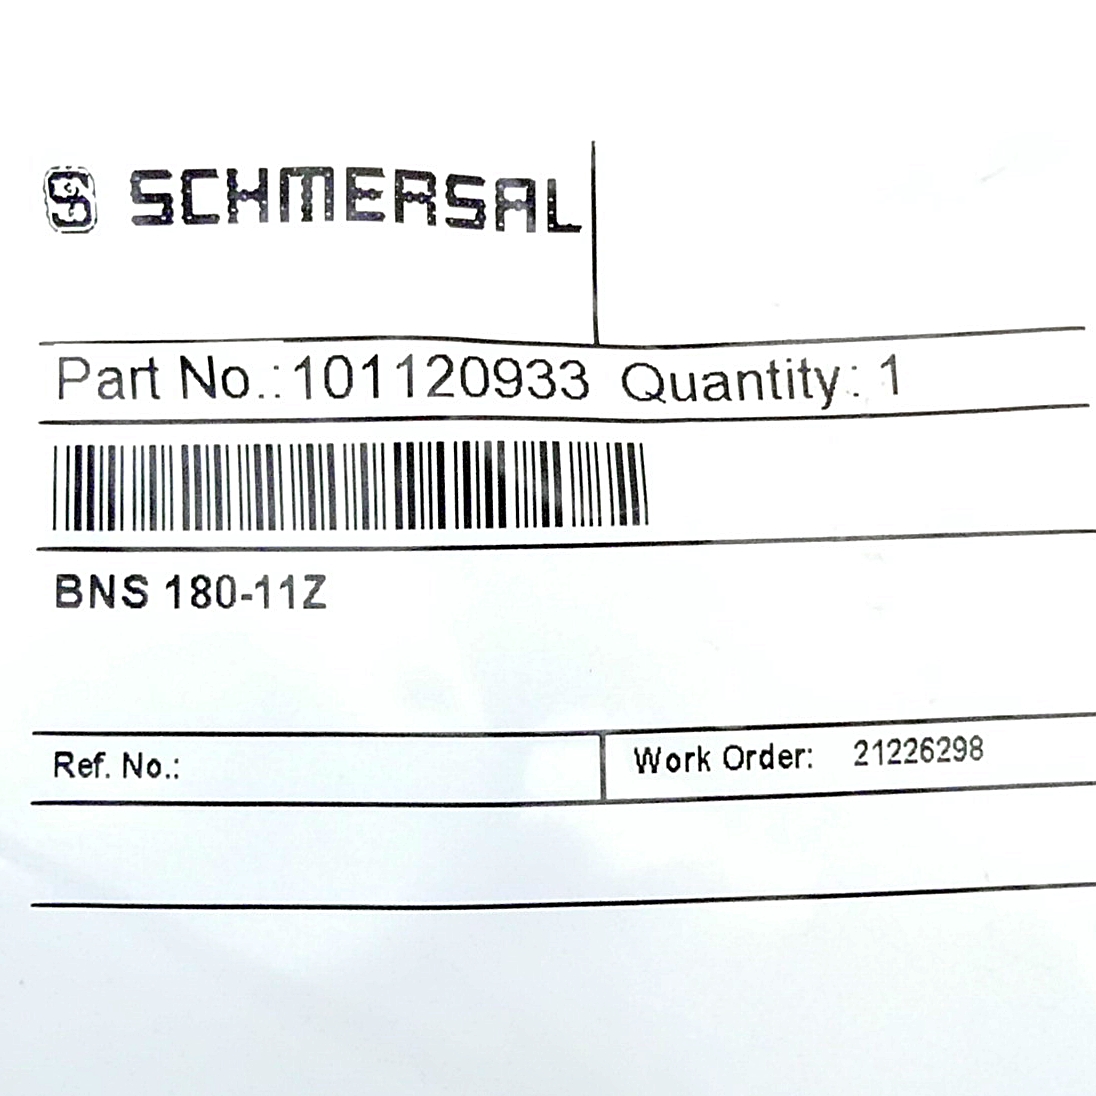 S SCHMERSAL
Part No.: 101120933 Quantity: 1
BNS 180-11Z
Ref. No.:
Work Order: 21226298